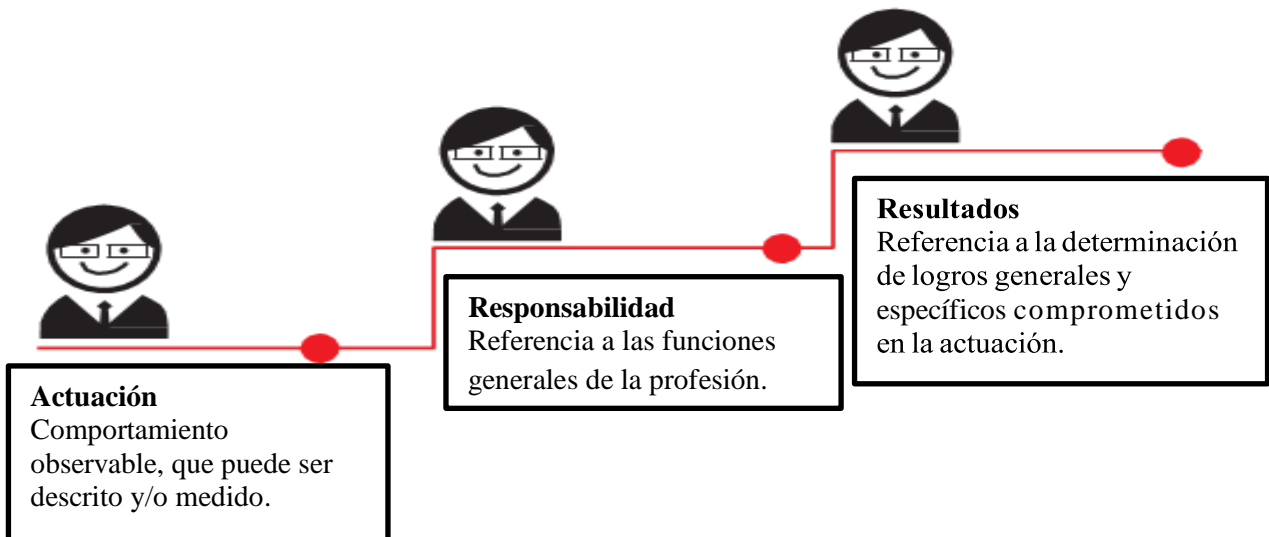 Actuación
Comportamiento
observable, que puede ser
descrito y/o medido.
Responsabilidad
Referencia a las funciones
generales de la profesión.
Resultados
Referencia a la determinación
de logros generales y
específicos comprometidos
en la actuación.